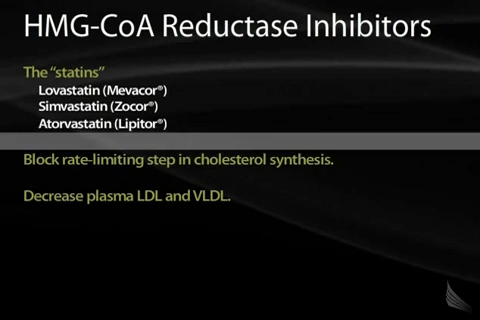 HMG-CoA Reductase Inhibitors
The “statins”
Lovastatin (Mevacor®)
Simvastatin (Zocor®)
Atorvastatin (Lipitor®)
Block rate-limiting step in cholesterol synthesis.
Decrease plasma LDL and VLDL.